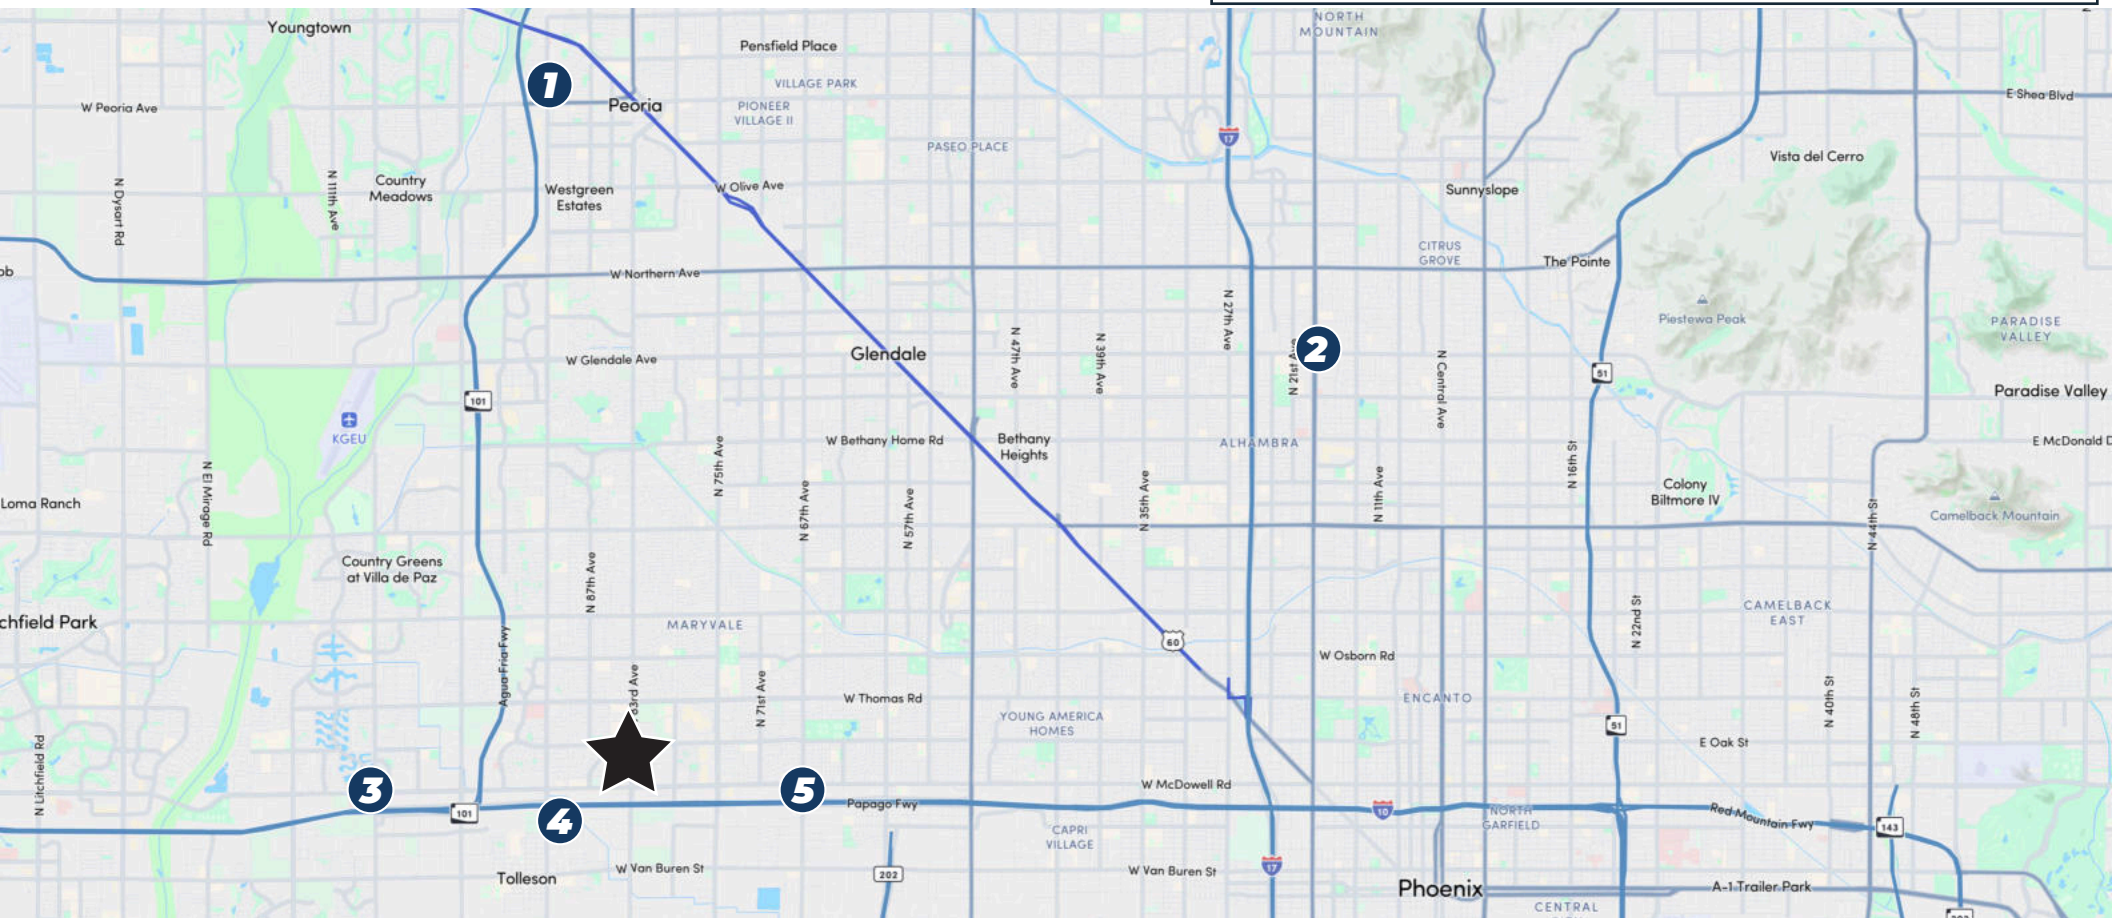 Youngtown
Pensfield Place
NORTH
MOUNTAIN
1
VILLAGE PARK
W Peoria Ave
Peoria
PIONEER
VILLAGE II
E Shea Blvd
17
PASEO PLACE
Vista del Cerro
N Dysart Rd
N 111th Ave
Country
Meadows
Westgreen
Estates
W Olive Ave
Sunnyslope
CITRUS
GROVE
The Pointe
W Northern Ave
N 27th Ave
Piestewa Peak
PARADISE
VALLEY
W Glendale Ave
Glendale
N 47th Ave
N 39th Ave
N 21st Ave
2
N Central Ave
51
Paradise Valley
101
KGEU
W Bethany Home Rd
Bethany
Heights
ALHAMBRA
E McDonald D
N El Mirage Rd
N 75th Ave
N 67th Ave
N 57th Ave
N 35th Ave
N 11th Ave
N 16th St
Colony
Biltmore IV
Loma Ranch
Camelback Mountain
N 44th St
Country Greens
at Villa de Paz
N 87th Ave
chfield Park
MARYVALE
CAMELBACK
EAST
N 22nd St
60
W Osborn Rd
Agua Fria Fwy
83rd Ave
N 71st Ave
W Thomas Rd
ENCANTO
N 40th St
N 48th St
YOUNG AMERICA
HOMES
51
E Oak St
N Litchfield Rd
3
5
W McDowell Rd
101
4
Papago Fwy
10
NORTH
GARFIELD
Red Mountain Fwy
143
CAPRI
VILLAGE
Tolleson
W Van Buren St
202
W Van Buren St
17
Phoenix
A-1 Trailer Park
CENTRAL